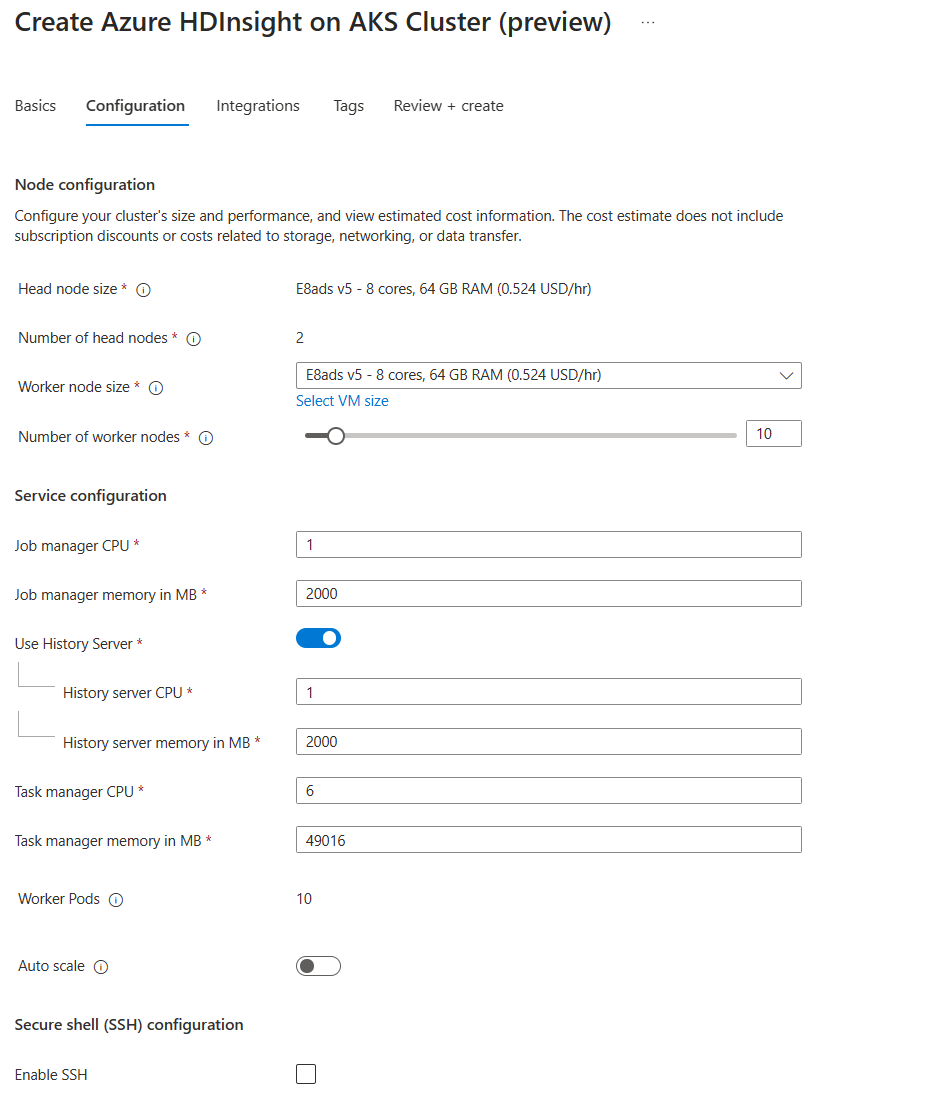 Create Azure HDInsight on AKS Cluster (preview) ...
Basics Configuration Integrations Tags Review + create
Node configuration
Configure your cluster's size and performance, and view estimated cost information. The cost estimate does not include
subscription discounts or costs related to storage, networking, or data transfer.
Head node size * E8ads v5 - 8 cores, 64 GB RAM (0.524 USD/hr)
Number of head nodes * 2
Worker node size * E8ads v5 - 8 cores, 64 GB RAM (0.524 USD/hr)
Select VM size
Number of worker nodes * 10
Service configuration
Job manager CPU * 1
Job manager memory in MB * 2000
Use History Server *
History server CPU * 1
History server memory in MB * 2000
Task manager CPU * 6
Task manager memory in MB * 49016
Worker Pods 10
Auto scale
Secure shell (SSH) configuration
Enable SSH